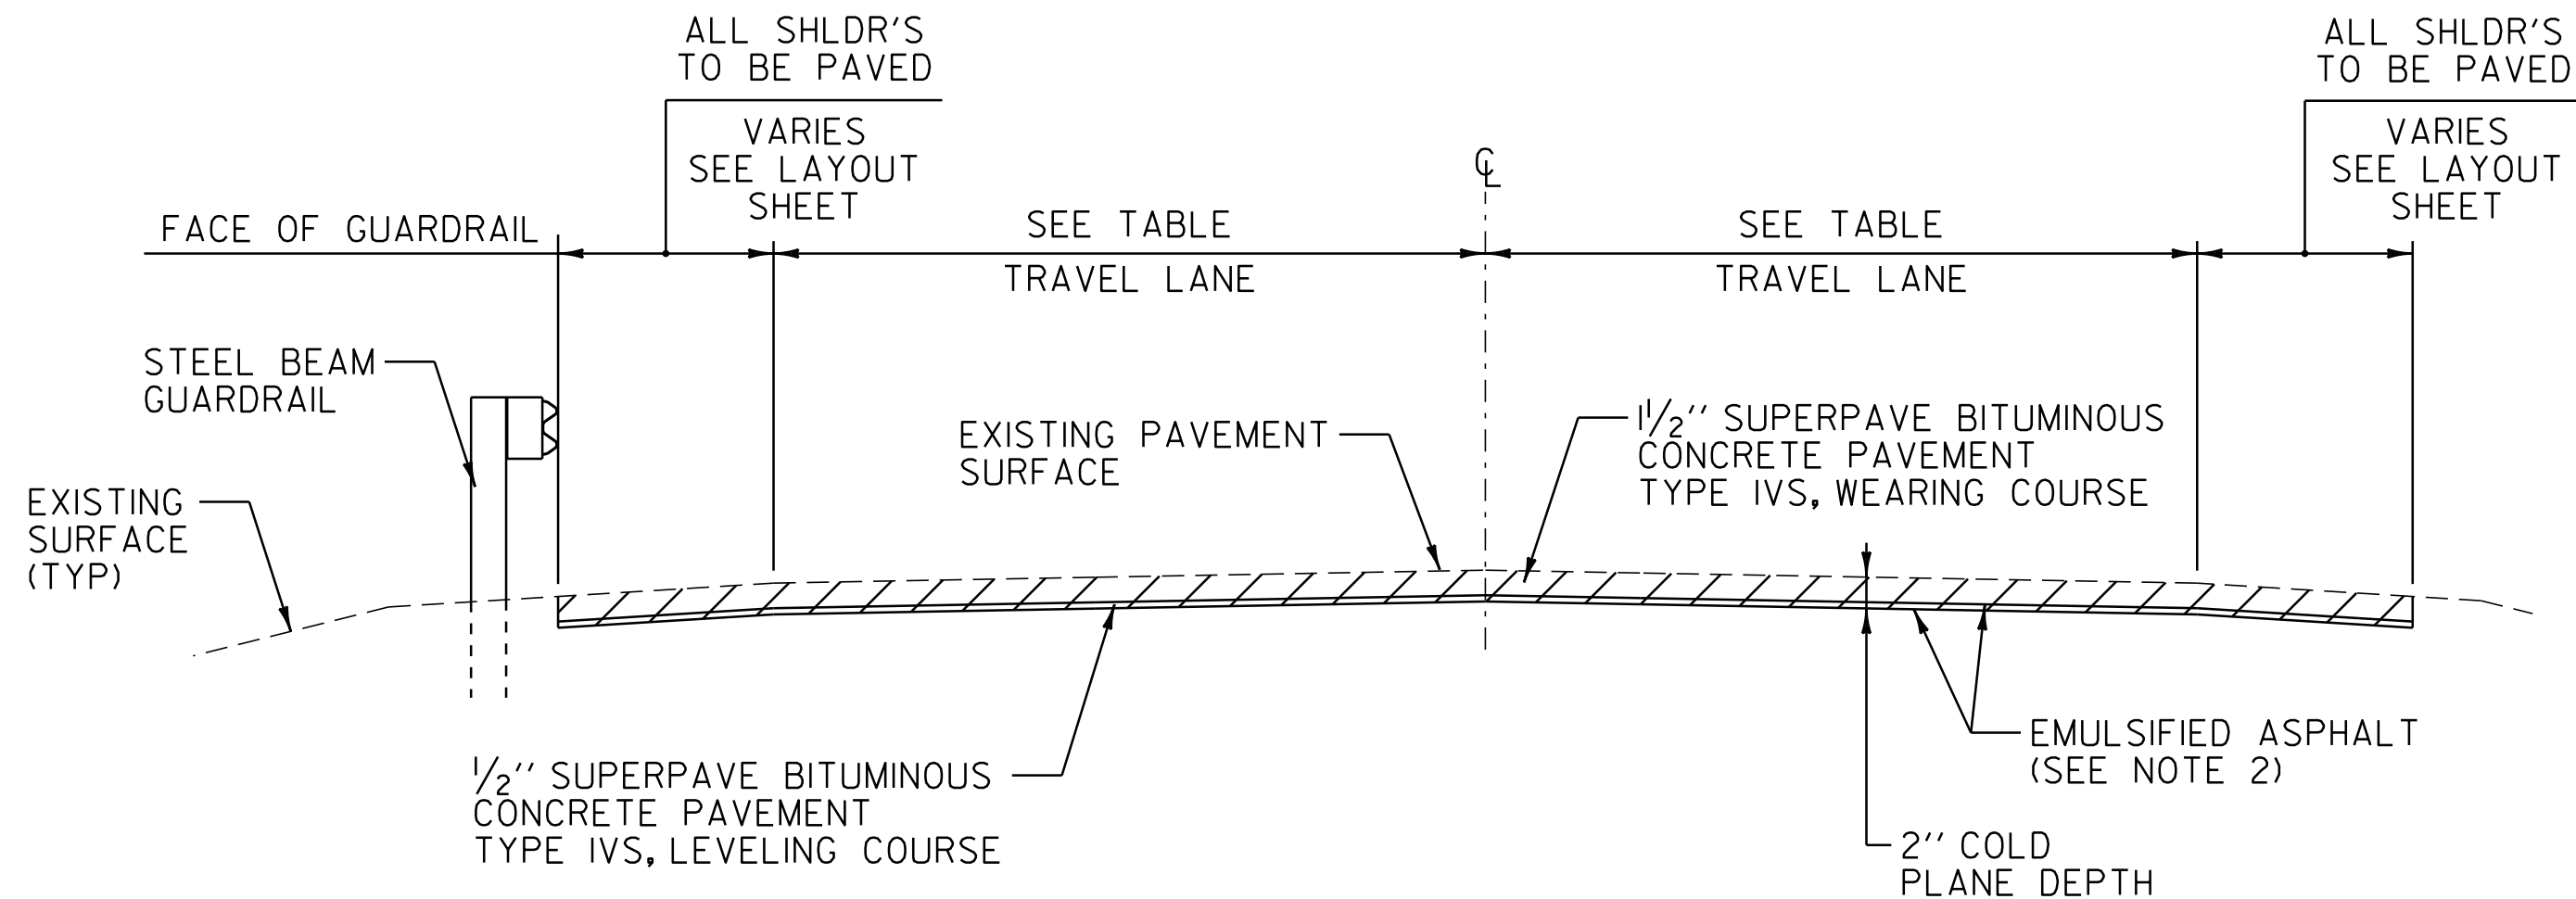 ALL SHLDR'S
TO BE PAVED
VARIES
SEE LAYOUT
SHEET
ALL SHLDR'S
TO BE PAVED
VARIES
SEE LAYOUT
SHEET
℄
FACE OF GUARDRAIL
SEE TABLE
TRAVEL LANE
SEE TABLE
TRAVEL LANE
STEEL BEAM
GUARDRAIL
EXISTING PAVEMENT
SURFACE
1 1/2" SUPERPAVE BITUMINOUS
CONCRETE PAVEMENT
TYPE IVS, WEARING COURSE
EXISTING
SURFACE
(TYP)
1/2" SUPERPAVE BITUMINOUS
CONCRETE PAVEMENT
TYPE IVS, LEVELING COURSE
EMULSIFIED ASPHALT
(SEE NOTE 2)
2" COLD
PLANE DEPTH